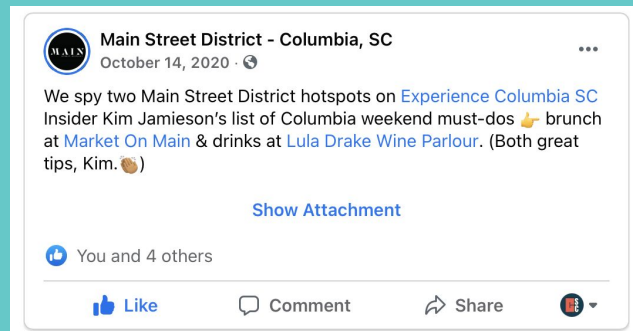 MAIN
Main Street District - Columbia, SC
October 14, 2020 ·
We spy two Main Street District hotspots on Experience Columbia SC
Insider Kim Jamieson's list of Columbia weekend must-dos 👉 brunch
at Market On Main & drinks at Lula Drake Wine Parlour. (Both great
tips, Kim.👏🏽)
Show Attachment
You and 4 others
Like Comment Share